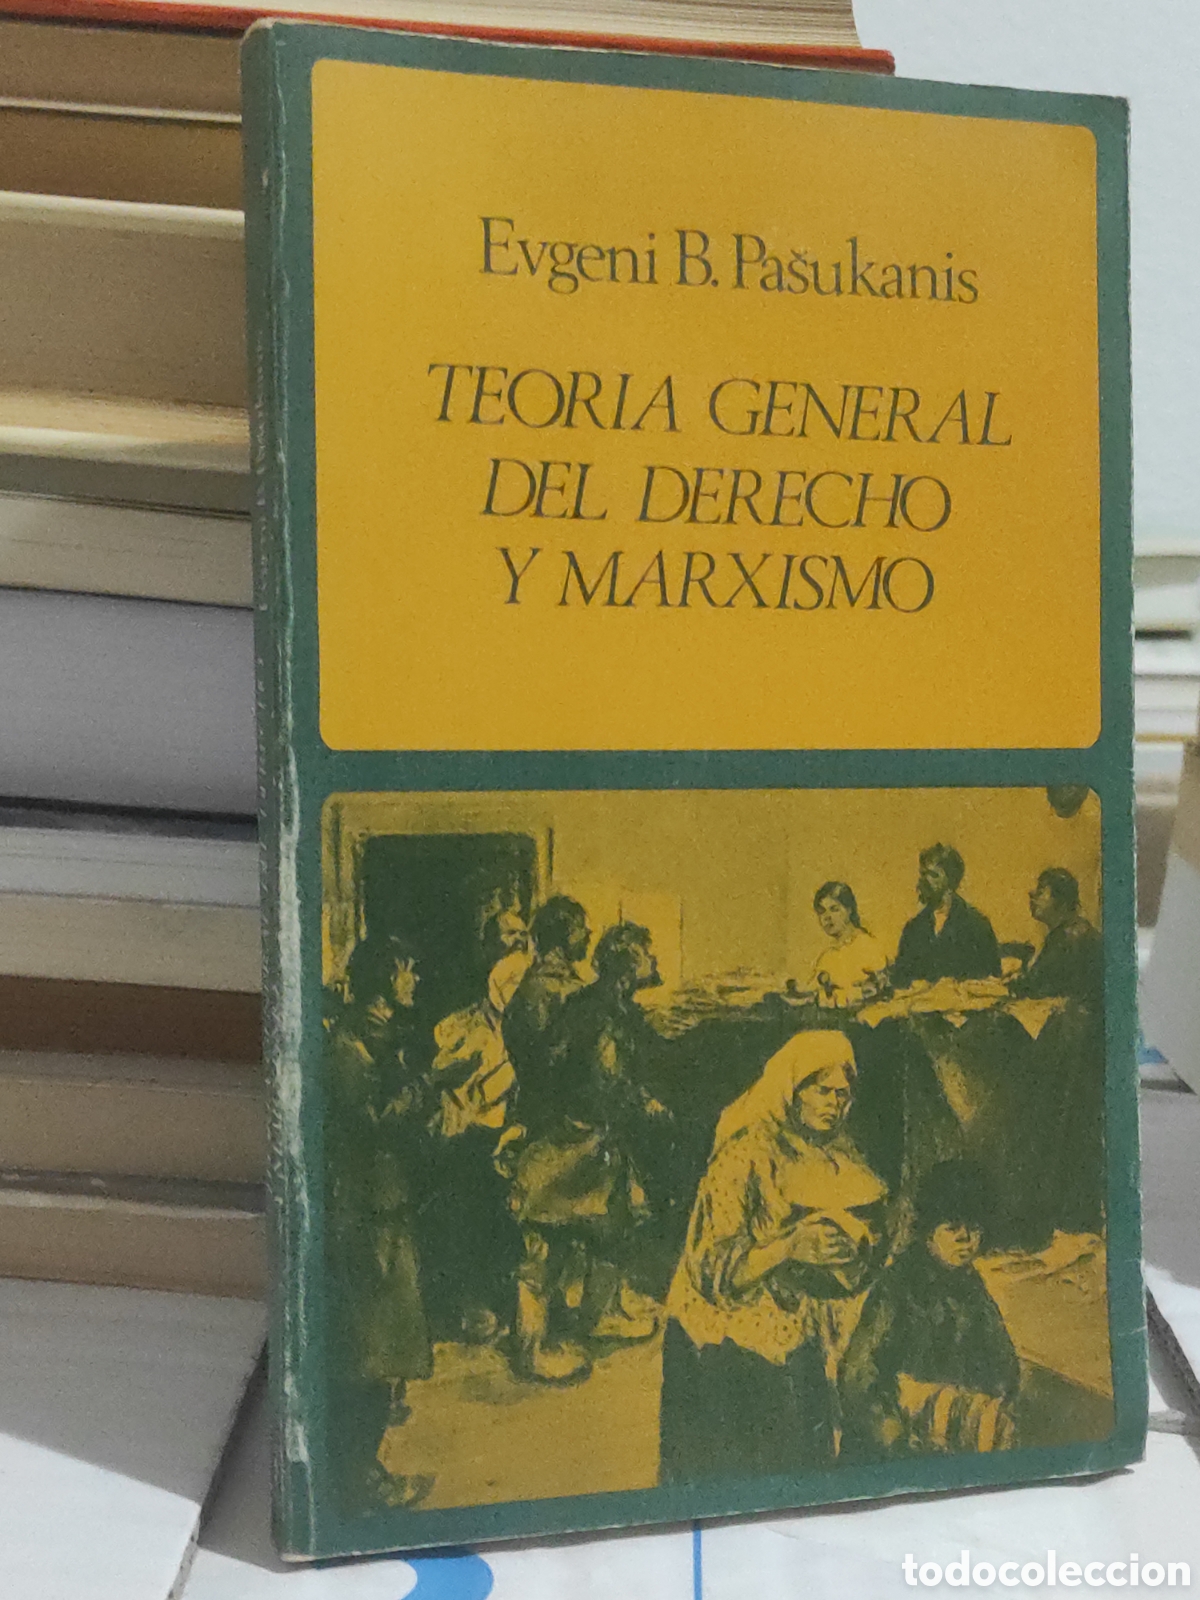 Evgeni B. Pašukanis
TEORIA GENERAL
DEL DERECHO
Y MARXISMO
todocoleccion